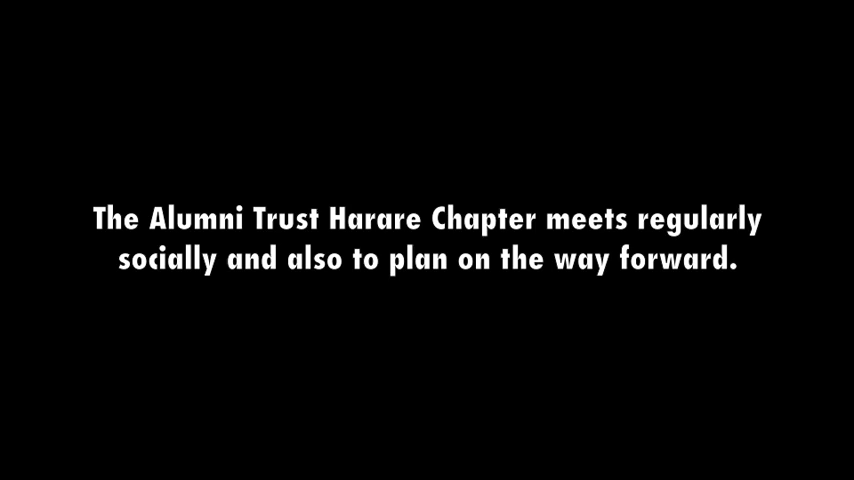 The Alumni Trust Harare Chapter meets regularly
socially and also to plan on the way forward.